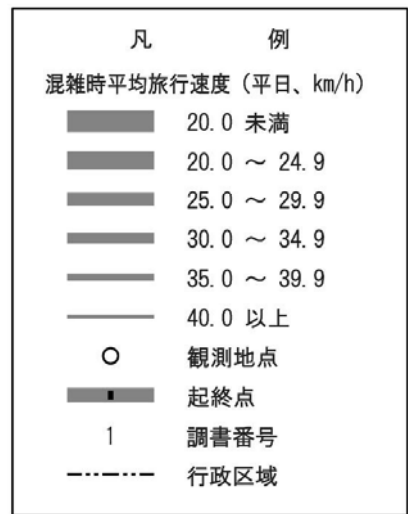 凡 例
混雑時平均旅行速度（平日、km/h）
20.0 未満
20.0 ～ 24.9
25.0 ～ 29.9
30.0 ～ 34.9
35.0 ～ 39.9
40.0 以上
観測地点
起終点
1 調書番号
行政区域